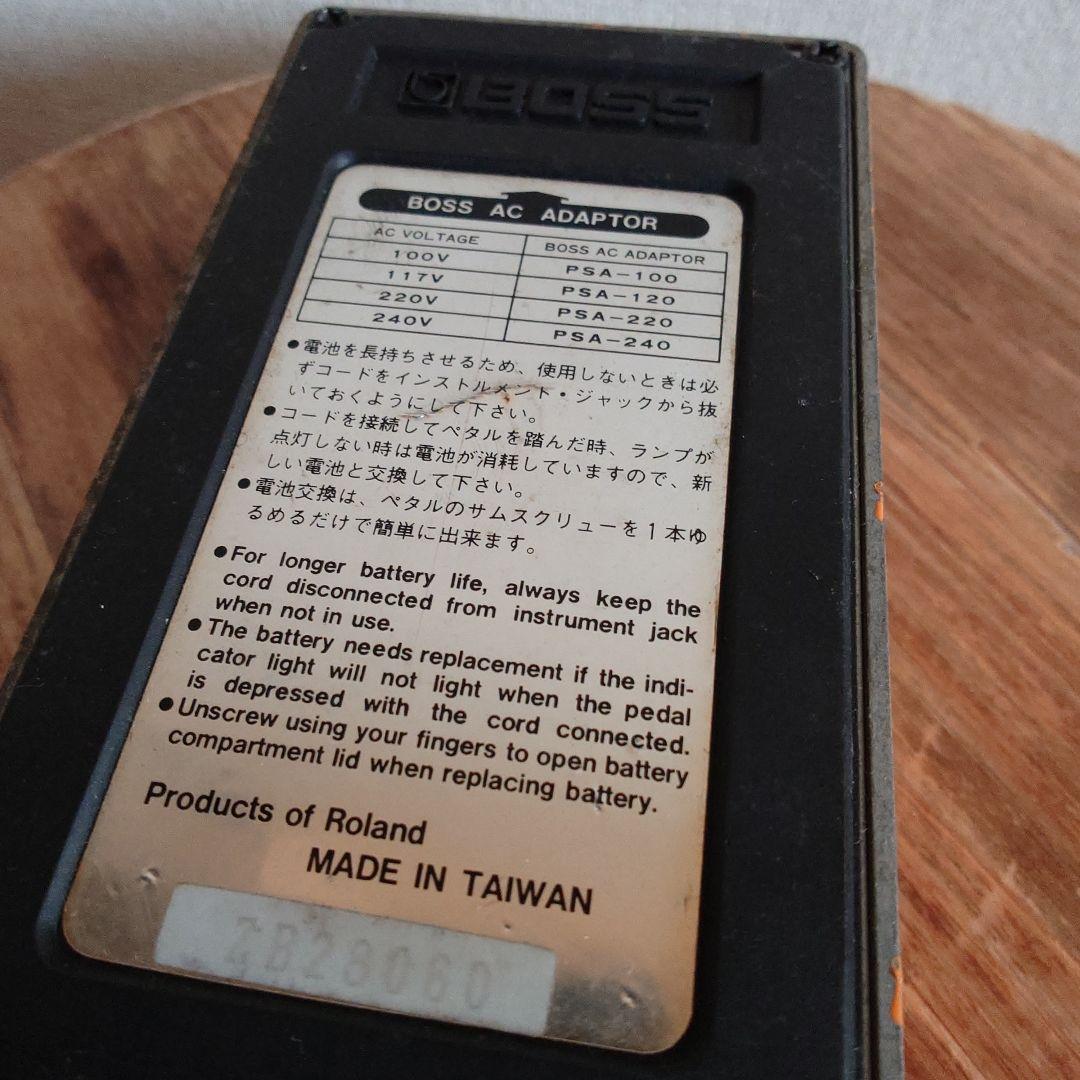 BOSS
BOSS AC ADAPTOR
AC VOLTAGE BOSS AC ADAPTOR
100V PSA-100
117V PSA-120
220V PSA-220
240V PSA-240
●電池を長持ちさせるため、使用しないときは必
ずコードをインストルメント・ジャックから抜
いておくようにして下さい。
●コードを接続してペタルを踏んだ時、ランプが
点灯しない時は電池が消耗していますので、新
しい電池と交換して下さい。
●電池交換は、ペタルのサムスクリューを1本ゆ
るめるだけで簡単に出来ます。
●For longer battery life, always keep the
cord disconnected from instrument jack
when not in use.
●The battery needs replacement if the indi-
cator light will not light when the pedal
is depressed with the cord connected.
●Unscrew using your fingers to open battery
compartment lid when replacing battery.
Products of Roland
MADE IN TAIWAN